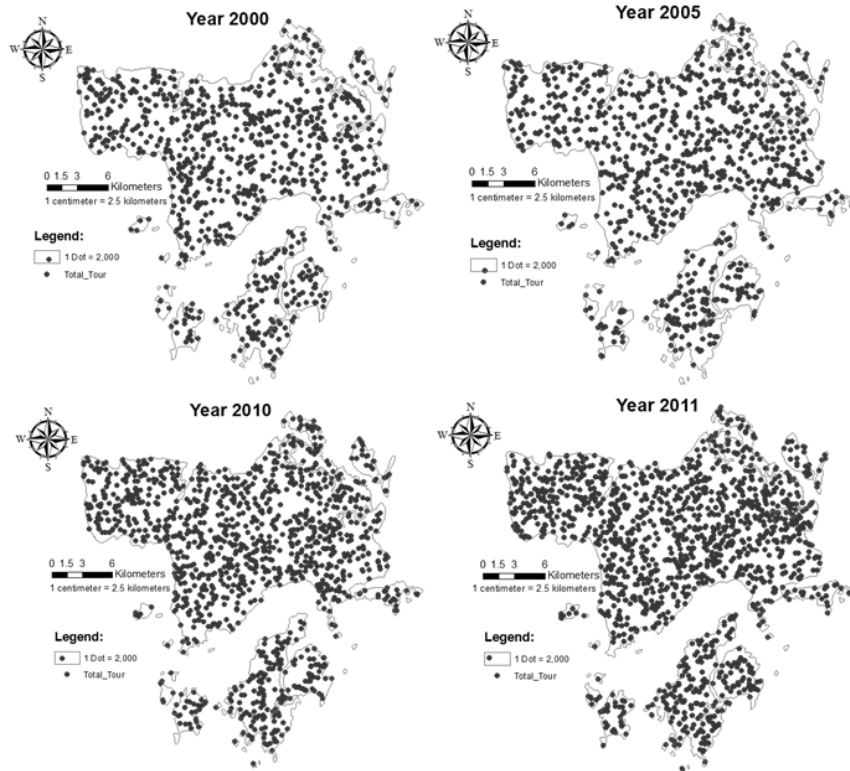 Year 2000
N
W E
S
0 1.5 3 6
Kilometers
1 centimeter = 2.5 kilometers
Legend:
1 Dot = 2,000
Total_Tour
Year 2005
N
W E
S
0 1.5 3 6
Kilometers
1 centimeter = 2.5 kilometers
Legend:
1 Dot = 2,000
Total_Tour
Year 2010
N
W E
S
0 1.5 3 6
Kilometers
1 centimeter = 2.5 kilometers
Legend:
1 Dot = 2,000
Total_Tour
Year 2011
N
W E
S
0 1.5 3 6
Kilometers
1 centimeter = 2.5 kilometers
Legend:
1 Dot = 2,000
Total_Tour